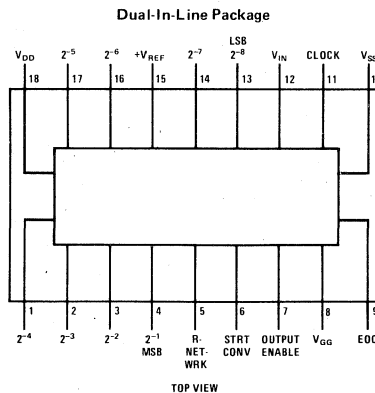 Dual-In-Line Package
LSB
V_DD 2⁻⁵ 2⁻⁶ +V_REF 2⁻⁷ 2⁻⁸ V_IN CLOCK V_SS
18 17 16 15 14 13 12 11 1
1 2 3 4 5 6 7 8 9
2⁻⁴ 2⁻³ 2⁻² 2⁻¹ R- STRT OUTPUT V_GG EOC
MSB NET- CONV ENABLE
WRK
TOP VIEW